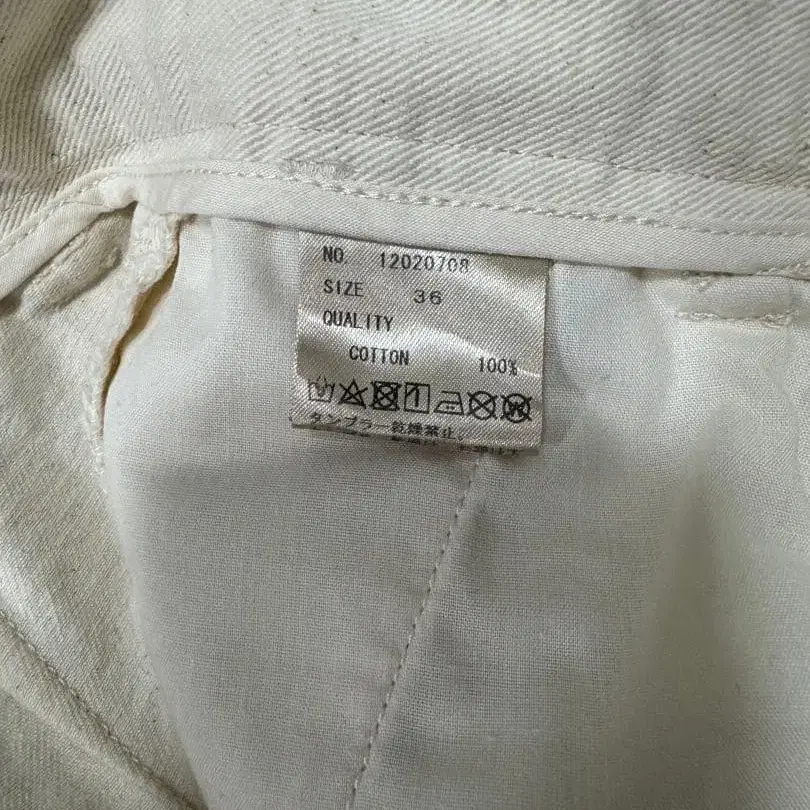 NO. 12020708
SIZE 36
QUALITY
COTTON 100%
タンブラー乾燥禁止。